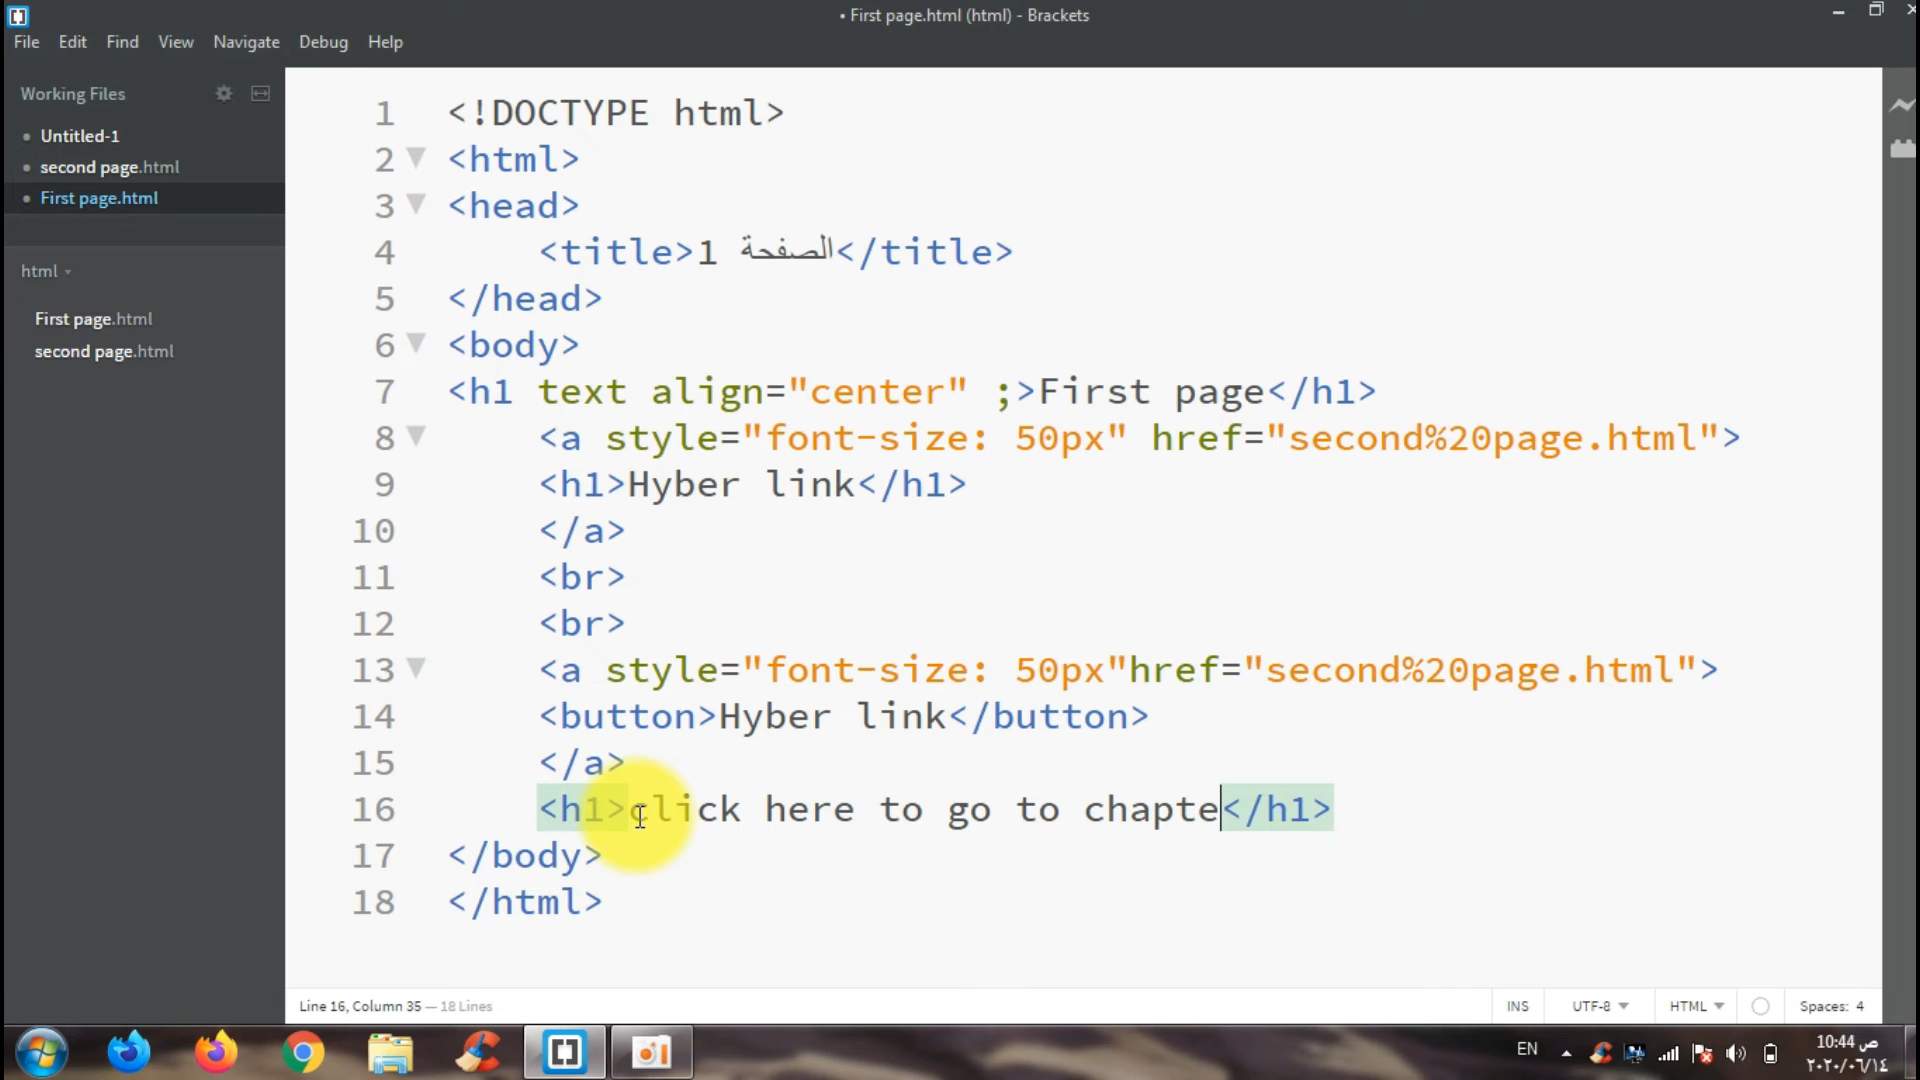 • First page.html (html) - Brackets
File Edit Find View Navigate Debug Help
Working Files
• Untitled-1
• second page.html
• First page.html
html
First page.html
second page.html
1 <!DOCTYPE html>
2 <html>
3 <head>
4 <title>1 الصفحة</title>
5 </head>
6 <body>
7 <h1 text align="center" ;>First page</h1>
8 <a style="font-size: 50px" href="second%20page.html">
9 <h1>Hyber link</h1>
10 </a>
11 <br>
12 <br>
13 <a style="font-size: 50px"href="second%20page.html">
14 <button>Hyber link</button>
15 </a>
16 <h1>click here to go to chapte</h1>
17 </body>
18 </html>
Line 16, Column 35 — 18 Lines
INS UTF-8 HTML Spaces: 4
EN
10:44 ص
٢٠٢٠/٠٦/١٤